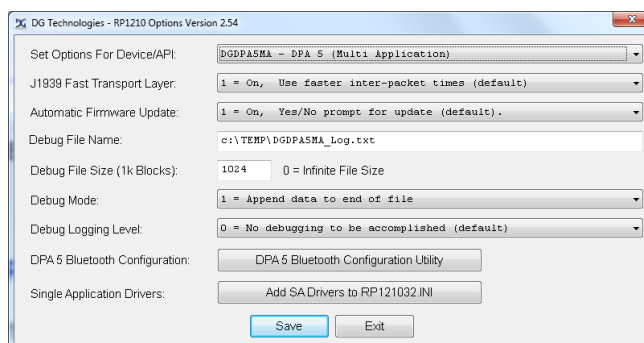 DG Technologies - RP1210 Options Version 2.54
Set Options For Device/API: DGDPA5MA - DPA 5 (Multi Application)
J1939 Fast Transport Layer: 1 = On, Use faster inter-packet times (default)
Automatic Firmware Update: 1 = On, Yes/No prompt for update (default).
Debug File Name: c:\TEMP\DGDPA5MA_Log.txt
Debug File Size (1k Blocks): 1024 0 = Infinite File Size
Debug Mode: 1 = Append data to end of file
Debug Logging Level: 0 = No debugging to be accomplished (default)
DPA 5 Bluetooth Configuration: DPA 5 Bluetooth Configuration Utility
Single Application Drivers: Add SA Drivers to RP121032.INI
Save Exit